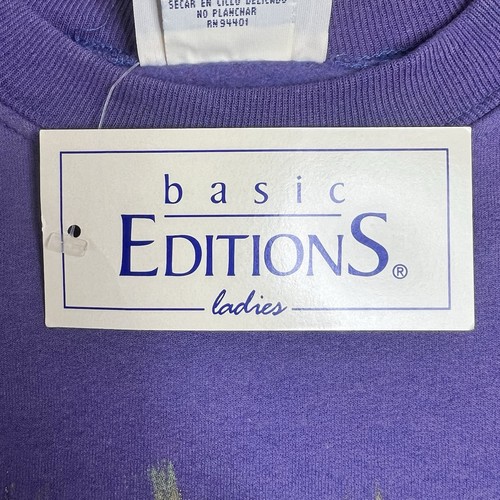 SECAR EN CICLO DELICADO
NO PLANCHAR
RN 94401
basic
EDITIONS®
ladies